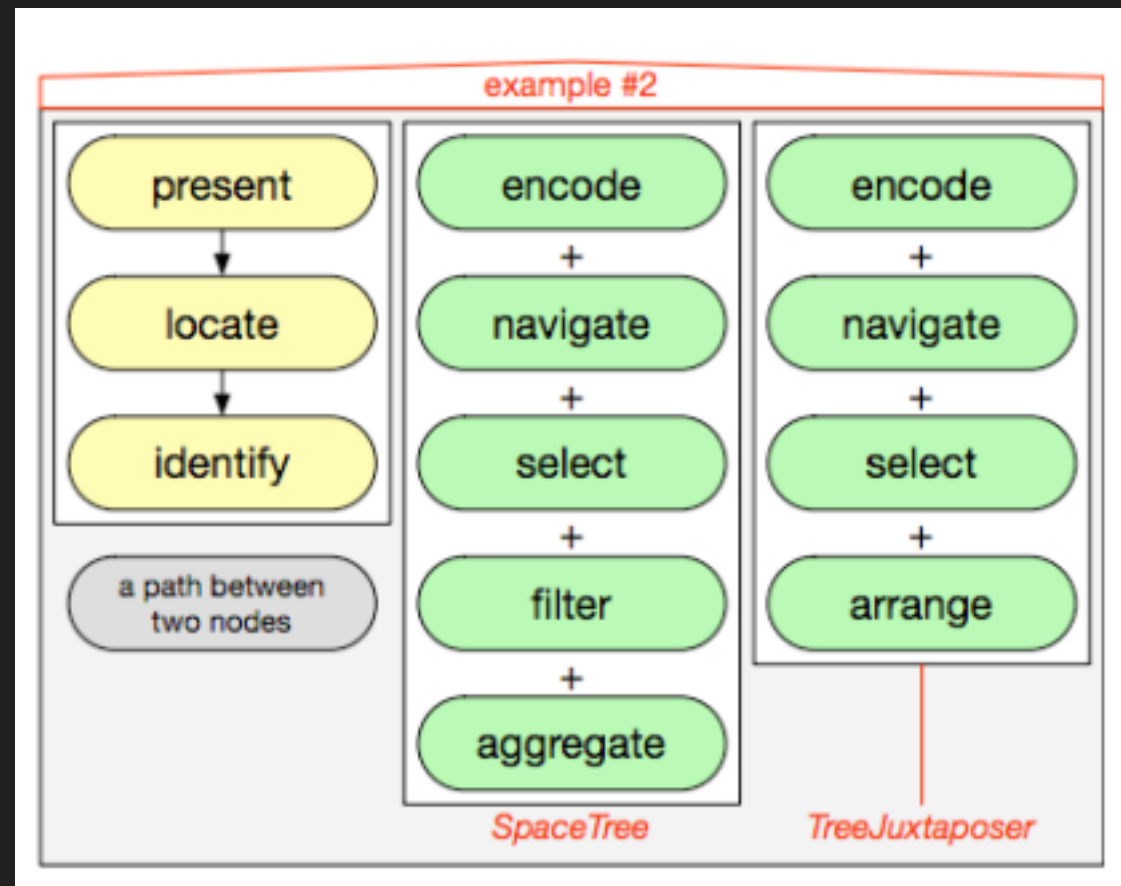 example #2
present
locate
identify
a path between
two nodes
encode
+
navigate
+
select
+
filter
+
aggregate
SpaceTree
encode
+
navigate
+
select
+
arrange
TreeJuxtaposer